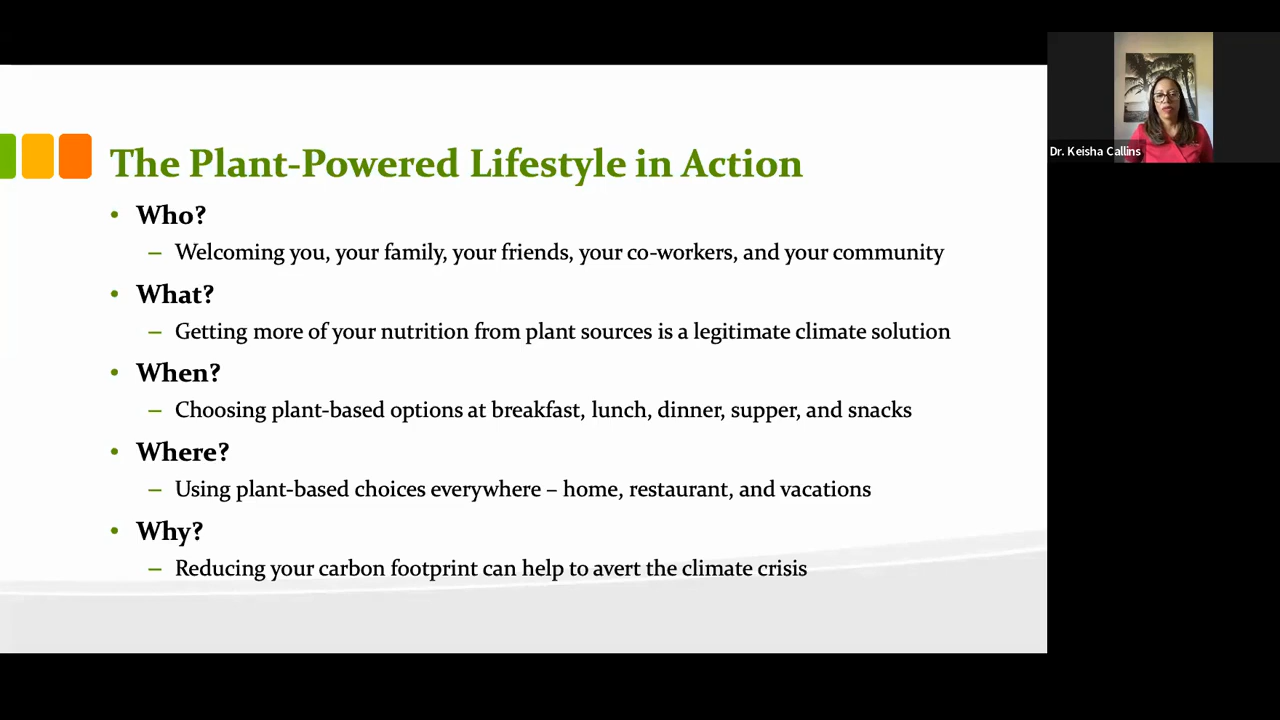 The Plant-Powered Lifestyle in Action
• Who?
– Welcoming you, your family, your friends, your co-workers, and your community
• What?
– Getting more of your nutrition from plant sources is a legitimate climate solution
• When?
– Choosing plant-based options at breakfast, lunch, dinner, supper, and snacks
• Where?
– Using plant-based choices everywhere – home, restaurant, and vacations
• Why?
– Reducing your carbon footprint can help to avert the climate crisis
Dr. Keisha Callins